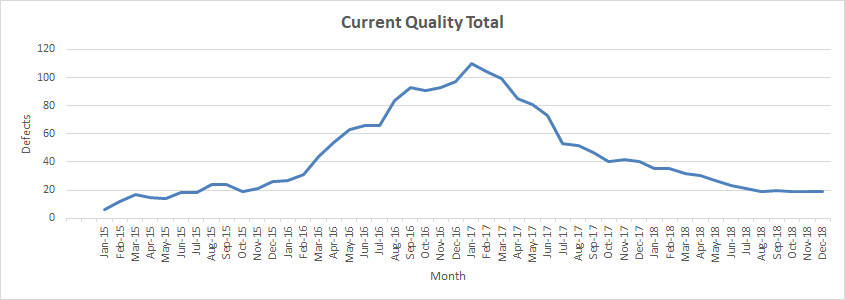 Current Quality Total
120
100
80
60
40
20
0
Defects
Jan-15
Feb-15
Mar-15
Apr-15
May-15
Jun-15
Jul-15
Aug-15
Sep-15
Oct-15
Nov-15
Dec-15
Jan-16
Feb-16
Mar-16
Apr-16
May-16
Jun-16
Jul-16
Aug-16
Sep-16
Oct-16
Nov-16
Dec-16
Jan-17
Feb-17
Mar-17
Apr-17
May-17
Jun-17
Jul-17
Aug-17
Sep-17
Oct-17
Nov-17
Dec-17
Jan-18
Feb-18
Mar-18
Apr-18
May-18
Jun-18
Jul-18
Aug-18
Sep-18
Oct-18
Nov-18
Dec-18
Month